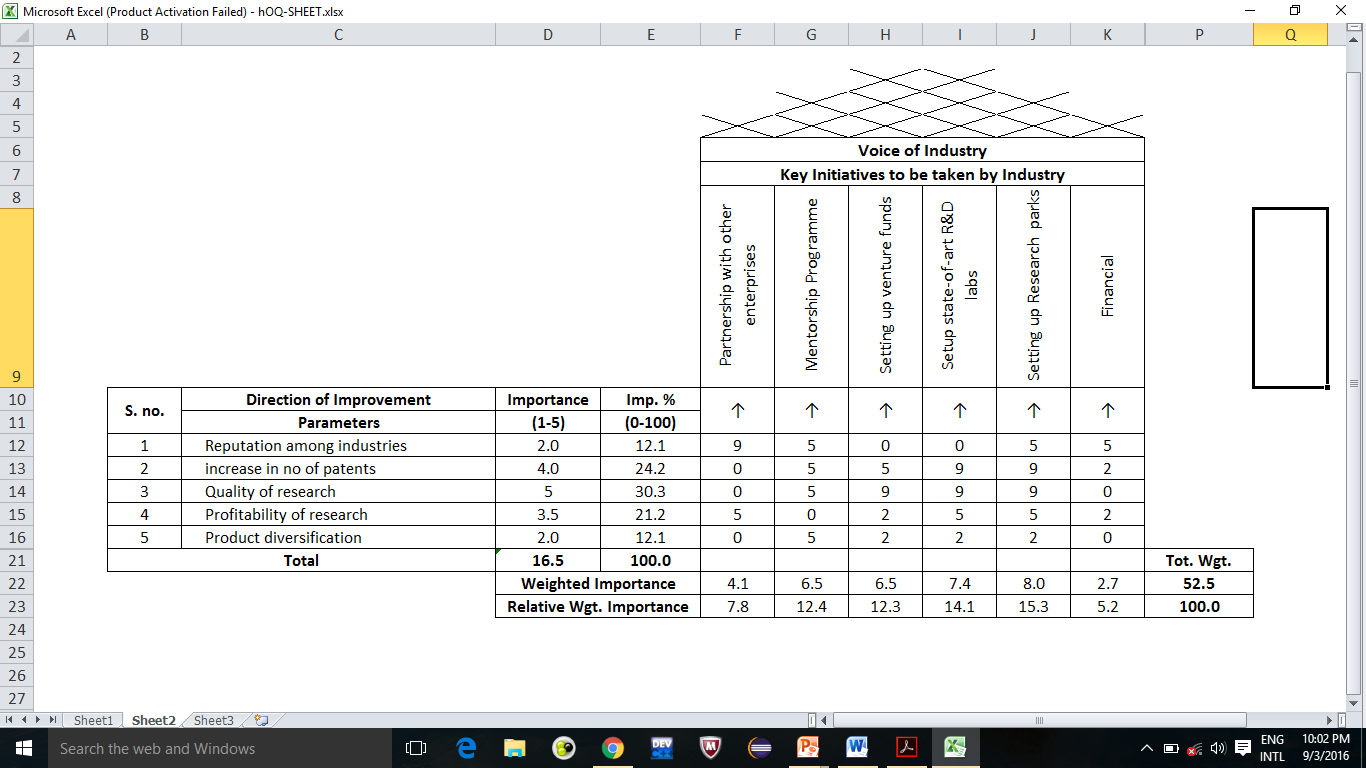 Microsoft Excel (Product Activation Failed) - hOQ-SHEET.xlsx
A B C D E F G H I J K P Q
2
3
4
5
6 Voice of Industry
7 Key Initiatives to be taken by Industry
8
9 Partnership with other enterprises Mentorship Programme Setting up venture funds Setup state-of-art R&D labs Setting up Research parks Financial
10 S. no. Direction of Improvement Importance Imp. % ↑ ↑ ↑ ↑ ↑ ↑
11 Parameters (1-5) (0-100)
12 1 Reputation among industries 2.0 12.1 9 5 0 0 5 5
13 2 increase in no of patents 4.0 24.2 0 5 5 9 9 2
14 3 Quality of research 5 30.3 0 5 9 9 9 0
15 4 Profitability of research 3.5 21.2 5 0 2 5 5 2
16 5 Product diversification 2.0 12.1 0 5 2 2 2 0
21 Total 16.5 100.0 Tot. Wgt.
22 Weighted Importance 4.1 6.5 6.5 7.4 8.0 2.7 52.5
23 Relative Wgt. Importance 7.8 12.4 12.3 14.1 15.3 5.2 100.0
24
25
26
27
Sheet1 Sheet2 Sheet3
Search the web and Windows DEV ENG 10:02 PM
INTL 9/3/2016